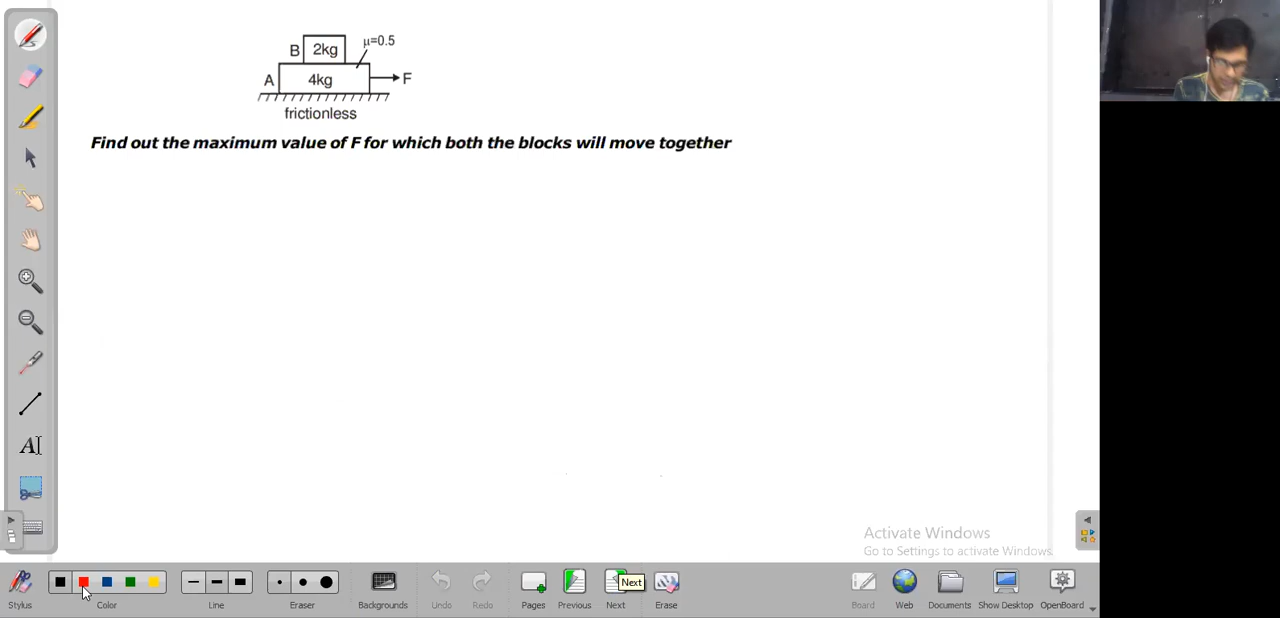 μ=0.5
B 2kg
A 4kg F
frictionless
Find out the maximum value of F for which both the blocks will move together
A
Activate Windows
Go to Settings to activate Windows.
Next
Stylus Color Line Eraser Backgrounds Undo Redo Pages Previous Next Erase Board Web Documents Show Desktop OpenBoard